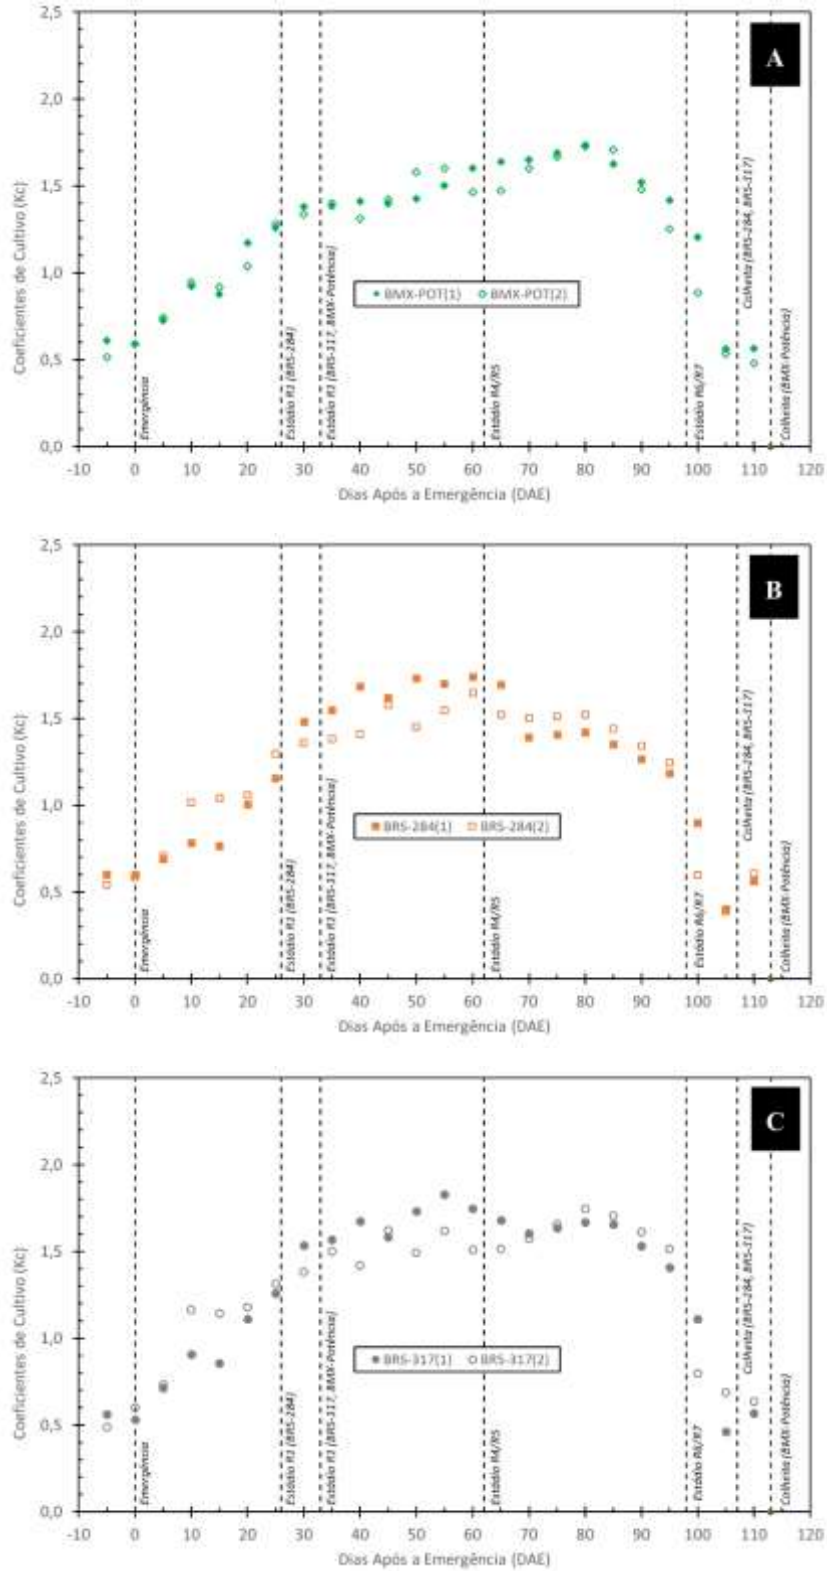 A
2,5
2,0
1,5
1,0
0,5
0,0
Coeficientes de Cultivo (Kc)
BMX-POT(1) BMX-POT(2)
Emergência
Estádio R1 (BRS-284)
Estádio R1 (BRS-317, BMX-Potência)
Estádio R4/R5
Estádio R6/R7
Colheita (BRS-284, BRS-317)
Colheita (BMX-Potência)
-10 0 10 20 30 40 50 60 70 80 90 100 110 120
Dias Após a Emergência (DAE)
B
2,5
2,0
1,5
1,0
0,5
0,0
Coeficientes de Cultivo (Kc)
BRS-284(1) BRS-284(2)
Emergência
Estádio R1 (BRS-284)
Estádio R1 (BRS-317, BMX-Potência)
Estádio R4/R5
Estádio R6/R7
Colheita (BRS-284, BRS-317)
Colheita (BMX-Potência)
-10 0 10 20 30 40 50 60 70 80 90 100 110 120
Dias Após a Emergência (DAE)
C
2,5
2,0
1,5
1,0
0,5
0,0
Coeficientes de Cultivo (Kc)
BRS-317(1) BRS-317(2)
Emergência
Estádio R1 (BRS-284)
Estádio R1 (BRS-317, BMX-Potência)
Estádio R4/R5
Estádio R6/R7
Colheita (BRS-284, BRS-317)
Colheita (BMX-Potência)
-10 0 10 20 30 40 50 60 70 80 90 100 110 120
Dias Após a Emergência (DAE)